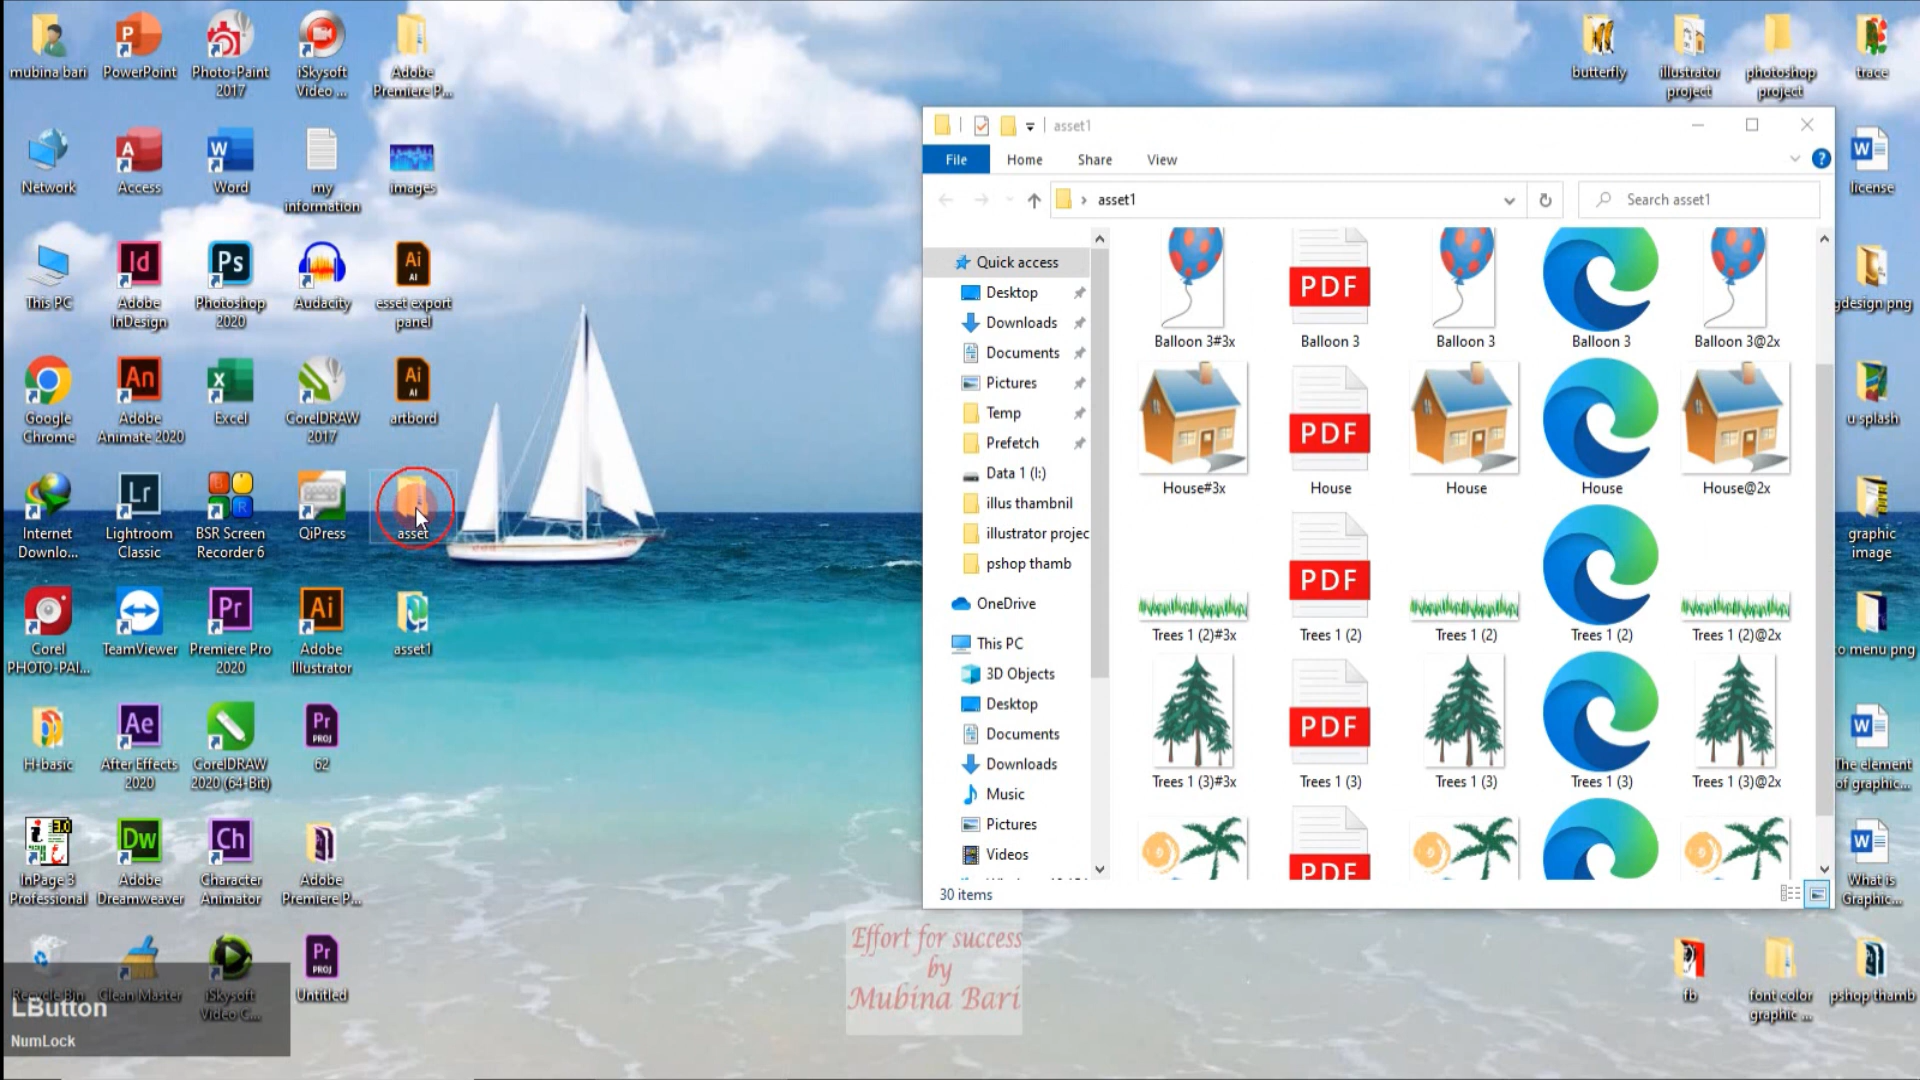 mubina bari
PowerPoint
Photo-Paint
2017
iSkysoft
Video ...
Adobe
Premiere P...
Network
Access
Word
my
information
images
This PC
Adobe
InDesign
Photoshop
2020
Audacity
esset export
panel
Google
Chrome
Adobe
Animate 2020
Excel
CorelDRAW
2017
artbord
Internet
Downlo...
Lightroom
Classic
BSR Screen
Recorder 6
QiPress
asset
Corel
PHOTO-PAI...
TeamViewer
Premiere Pro
2020
Adobe
Illustrator
asset1
H-basic
After Effects
2020
CorelDRAW
2020 (64-Bit)
62
InPage 3
Professional
Adobe
Dreamweaver
Character
Animator
Adobe
Premiere P...
Recycle Bin
Clean Master
iSkysoft
Video C...
Untitled
LButton
NumLock
butterfly
illustrator
project
photoshop
project
trace
asset1
File
Home
Share
View
asset1
Search asset1
Quick access
Desktop
Downloads
Documents
Pictures
Temp
Prefetch
Data 1 (I:)
illus thambnil
illustrator projec
pshop thamb
OneDrive
This PC
3D Objects
Desktop
Documents
Downloads
Music
Pictures
Videos
PDF
Balloon 3#3x
Balloon 3
Balloon 3
Balloon 3
Balloon 3@2x
PDF
House#3x
House
House
House
House@2x
PDF
Trees 1 (2)#3x
Trees 1 (2)
Trees 1 (2)
Trees 1 (2)
Trees 1 (2)@2x
PDF
Trees 1 (3)#3x
Trees 1 (3)
Trees 1 (3)
Trees 1 (3)
Trees 1 (3)@2x
PDF
30 items
license
gdesign png
u splash
graphic
image
o menu png
The element
of graphic...
What is
Graphic...
fb
font color
graphic ...
pshop thamb
Effort for success
by
Mubina Bari